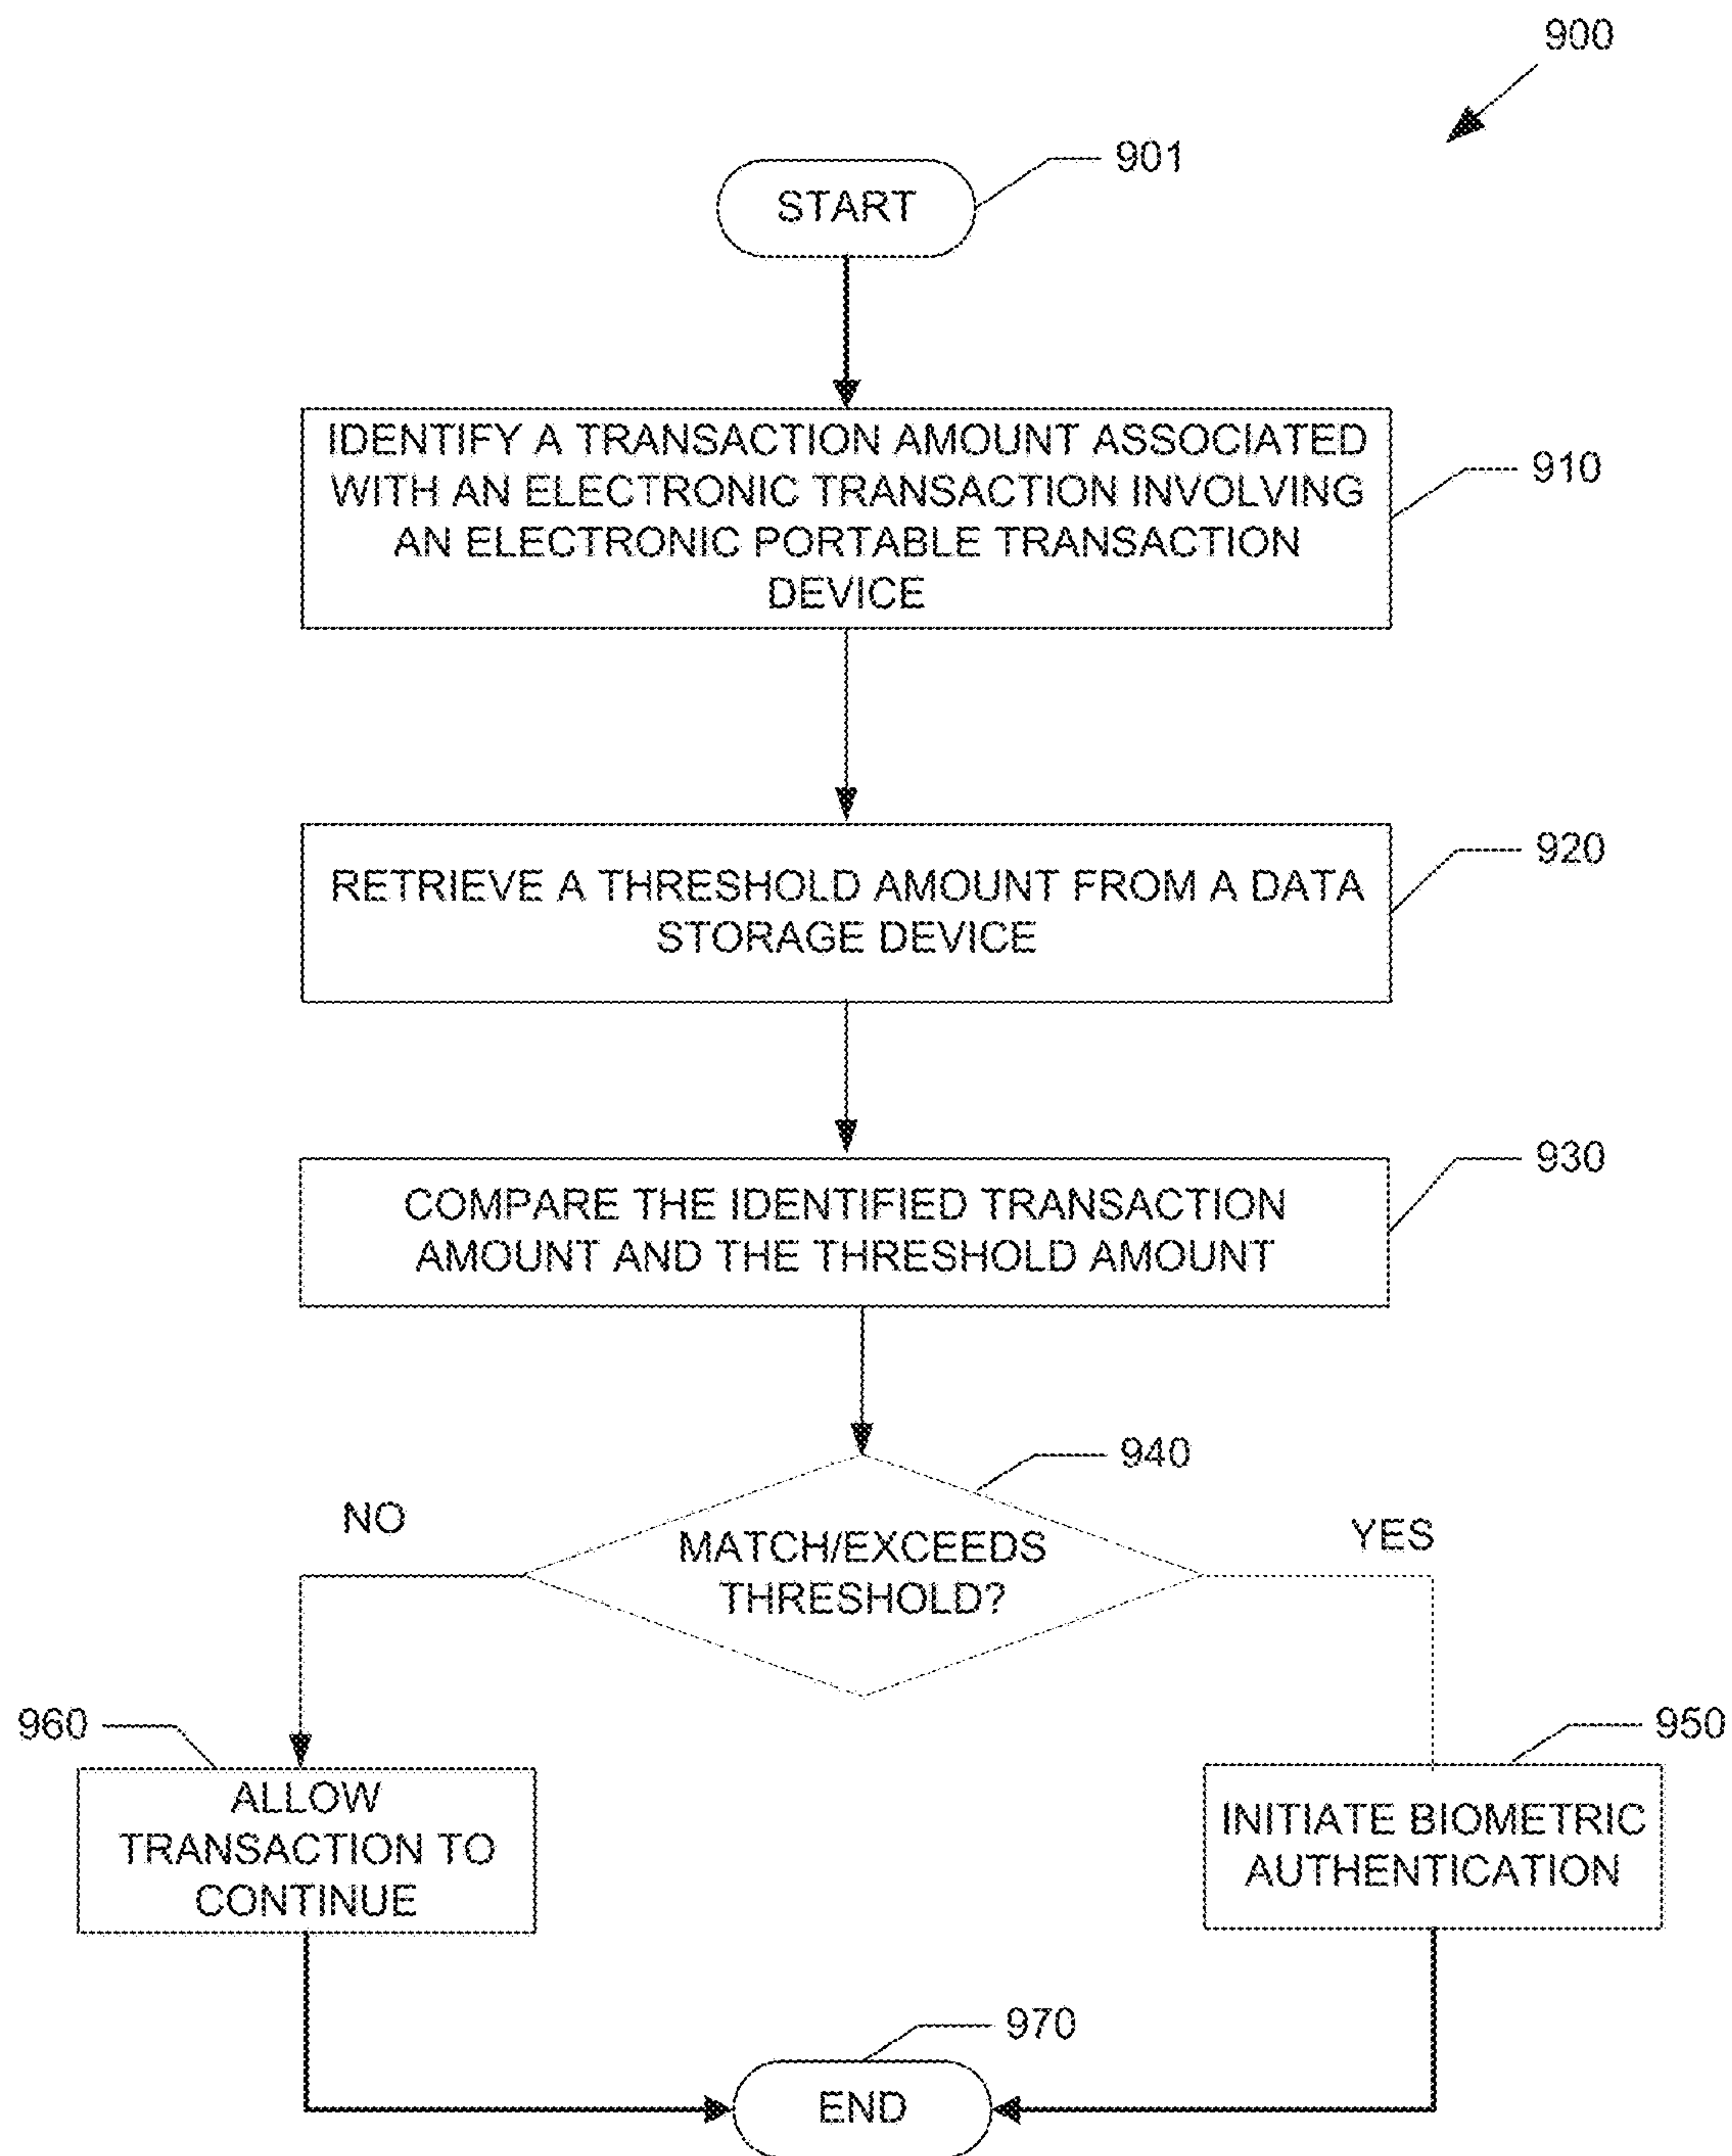 900
901
START
IDENTIFY A TRANSACTION AMOUNT ASSOCIATED
WITH AN ELECTRONIC TRANSACTION INVOLVING
AN ELECTRONIC PORTABLE TRANSACTION
DEVICE
910
920
RETRIEVE A THRESHOLD AMOUNT FROM A DATA
STORAGE DEVICE
930
COMPARE THE IDENTIFIED TRANSACTION
AMOUNT AND THE THRESHOLD AMOUNT
940
NO
YES
MATCH/EXCEEDS
THRESHOLD?
960
950
ALLOW
TRANSACTION TO
CONTINUE
INITIATE BIOMETRIC
AUTHENTICATION
970
END